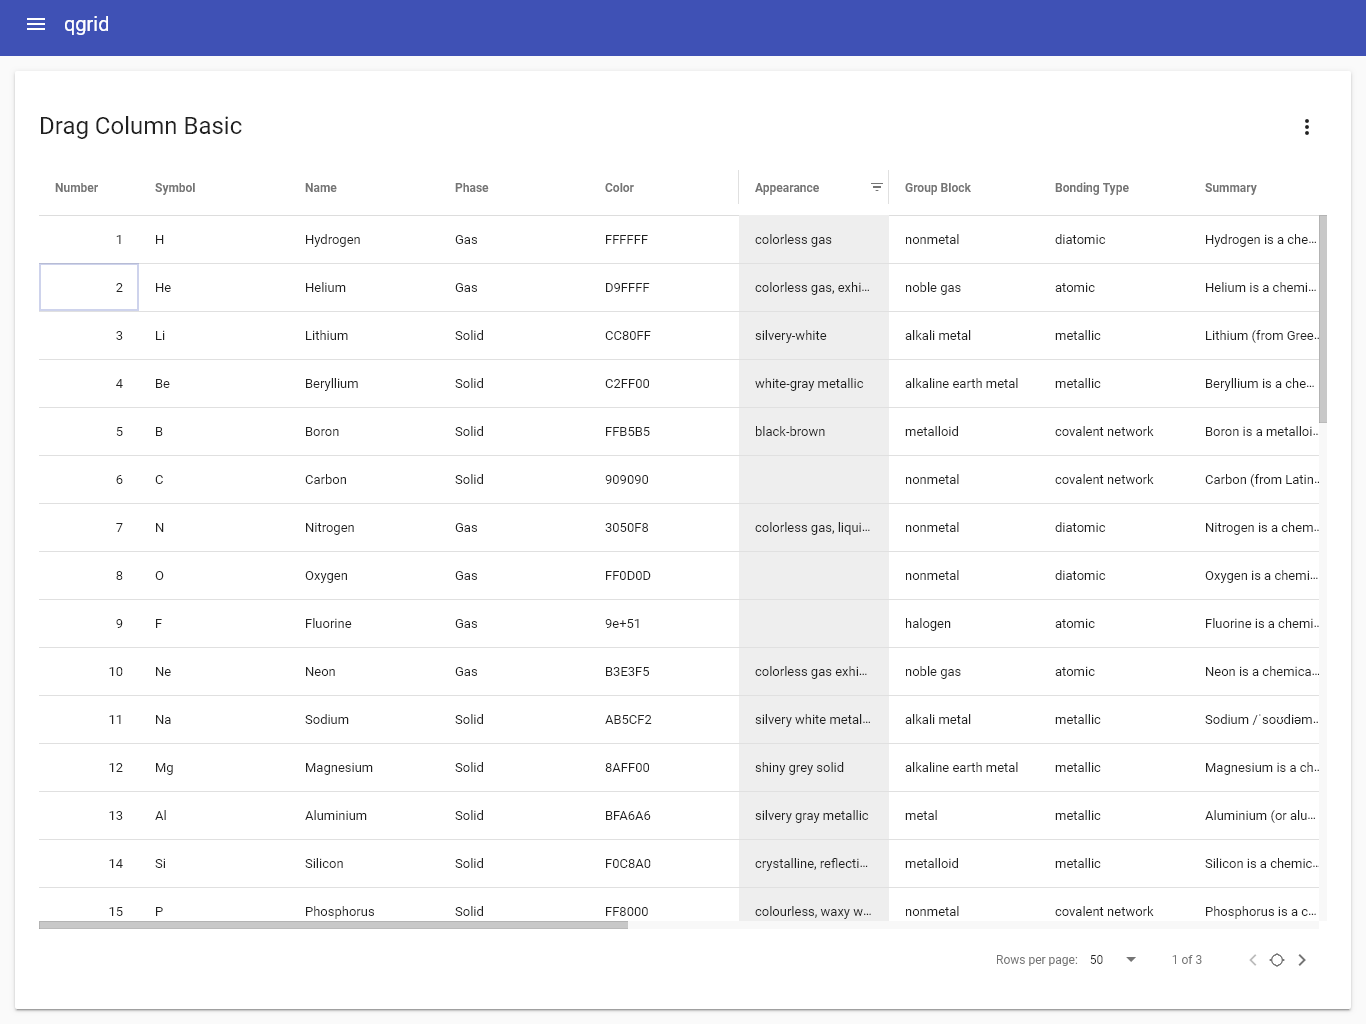 qgrid
Drag Column Basic
Number Symbol Name Phase Color Appearance Group Block Bonding Type Summary
1 H Hydrogen Gas FFFFFF colorless gas nonmetal diatomic Hydrogen is a che...
2 He Helium Gas D9FFFF colorless gas, exhi... noble gas atomic Helium is a chemi...
3 Li Lithium Solid CC80FF silvery-white alkali metal metallic Lithium (from Gree...
4 Be Beryllium Solid C2FF00 white-gray metallic alkaline earth metal metallic Beryllium is a che...
5 B Boron Solid FFB5B5 black-brown metalloid covalent network Boron is a metalloi...
6 C Carbon Solid 909090 nonmetal covalent network Carbon (from Latin...
7 N Nitrogen Gas 3050F8 colorless gas, liqui... nonmetal diatomic Nitrogen is a chem...
8 O Oxygen Gas FF0D0D nonmetal diatomic Oxygen is a chemi...
9 F Fluorine Gas 9e+51 halogen atomic Fluorine is a chemi...
10 Ne Neon Gas B3E3F5 colorless gas exhi... noble gas atomic Neon is a chemica...
11 Na Sodium Solid AB5CF2 silvery white metal... alkali metal metallic Sodium /ˈsoʊdiəm...
12 Mg Magnesium Solid 8AFF00 shiny grey solid alkaline earth metal metallic Magnesium is a ch...
13 Al Aluminium Solid BFA6A6 silvery gray metallic metal metallic Aluminium (or alu...
14 Si Silicon Solid F0C8A0 crystalline, reflecti... metalloid metallic Silicon is a chemic...
15 P Phosphorus Solid FF8000 colourless, waxy w... nonmetal covalent network Phosphorus is a c...
Rows per page: 50 1 of 3